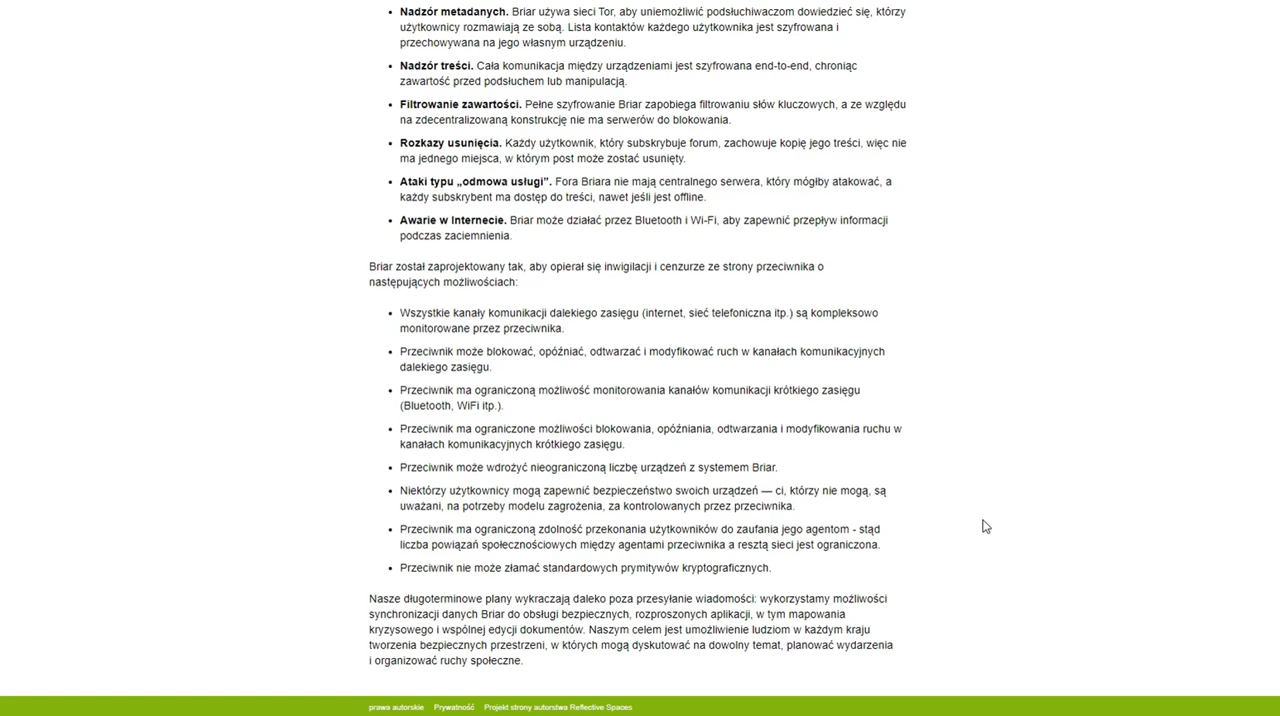 • Nadzór metadanych. Briar używa sieci Tor, aby uniemożliwić podsłuchiwaczom dowiedzieć się, którzy
użytkownicy rozmawiają ze sobą. Lista kontaktów każdego użytkownika jest szyfrowana i
przechowywana na jego własnym urządzeniu.
• Nadzór treści. Cała komunikacja między urządzeniami jest szyfrowana end-to-end, chroniąc
zawartość przed podsłuchem lub manipulacją.
• Filtrowanie zawartości. Pełne szyfrowanie Briar zapobiega filtrowaniu słów kluczowych, a ze względu
na zdecentralizowaną konstrukcję nie ma serwerów do blokowania.
• Rozkazy usunięcia. Każdy użytkownik, który subskrybuje forum, zachowuje kopię jego treści, więc nie
ma jednego miejsca, w którym post może zostać usunięty.
• Ataki typu „odmowa usługi”. Fora Briara nie mają centralnego serwera, który mógłby atakować, a
każdy subskrybent ma dostęp do treści, nawet jeśli jest offline.
• Awarie w Internecie. Briar może działać przez Bluetooth i Wi-Fi, aby zapewnić przepływ informacji
podczas zaciemnienia.
Briar został zaprojektowany tak, aby opierał się inwigilacji i cenzurze ze strony przeciwnika o
następujących możliwościach:
• Wszystkie kanały komunikacji dalekiego zasięgu (internet, sieć telefoniczna itp.) są kompleksowo
monitorowane przez przeciwnika.
• Przeciwnik może blokować, opóźniać, odtwarzać i modyfikować ruch w kanałach komunikacyjnych
dalekiego zasięgu.
• Przeciwnik ma ograniczoną możliwość monitorowania kanałów komunikacji krótkiego zasięgu
(Bluetooth, WiFi itp.).
• Przeciwnik ma ograniczone możliwości blokowania, opóźniania, odtwarzania i modyfikowania ruchu w
kanałach komunikacyjnych krótkiego zasięgu.
• Przeciwnik może wdrożyć nieograniczoną liczbę urządzeń z systemem Briar.
• Niektórzy użytkownicy mogą zapewnić bezpieczeństwo swoich urządzeń — ci, którzy nie mogą, są
uważani, na potrzeby modelu zagrożenia, za kontrolowanych przez przeciwnika.
• Przeciwnik ma ograniczoną zdolność przekonania użytkowników do zaufania jego agentom - stąd
liczba powiązań społecznościowych między agentami przeciwnika a resztą sieci jest ograniczona.
• Przeciwnik nie może złamać standardowych prymitywów kryptograficznych.
Nasze długoterminowe plany wykraczają daleko poza przesyłanie wiadomości: wykorzystamy możliwości
synchronizacji danych Briar do obsługi bezpiecznych, rozproszonych aplikacji, w tym mapowania
kryzysowego i wspólnej edycji dokumentów. Naszym celem jest umożliwienie ludziom w każdym kraju
tworzenia bezpiecznych przestrzeni, w których mogą dyskutować na dowolny temat, planować wydarzenia
i organizować ruchy społeczne.
prawa autorskie Prywatność Projekt strony autorstwa Reflective Spaces